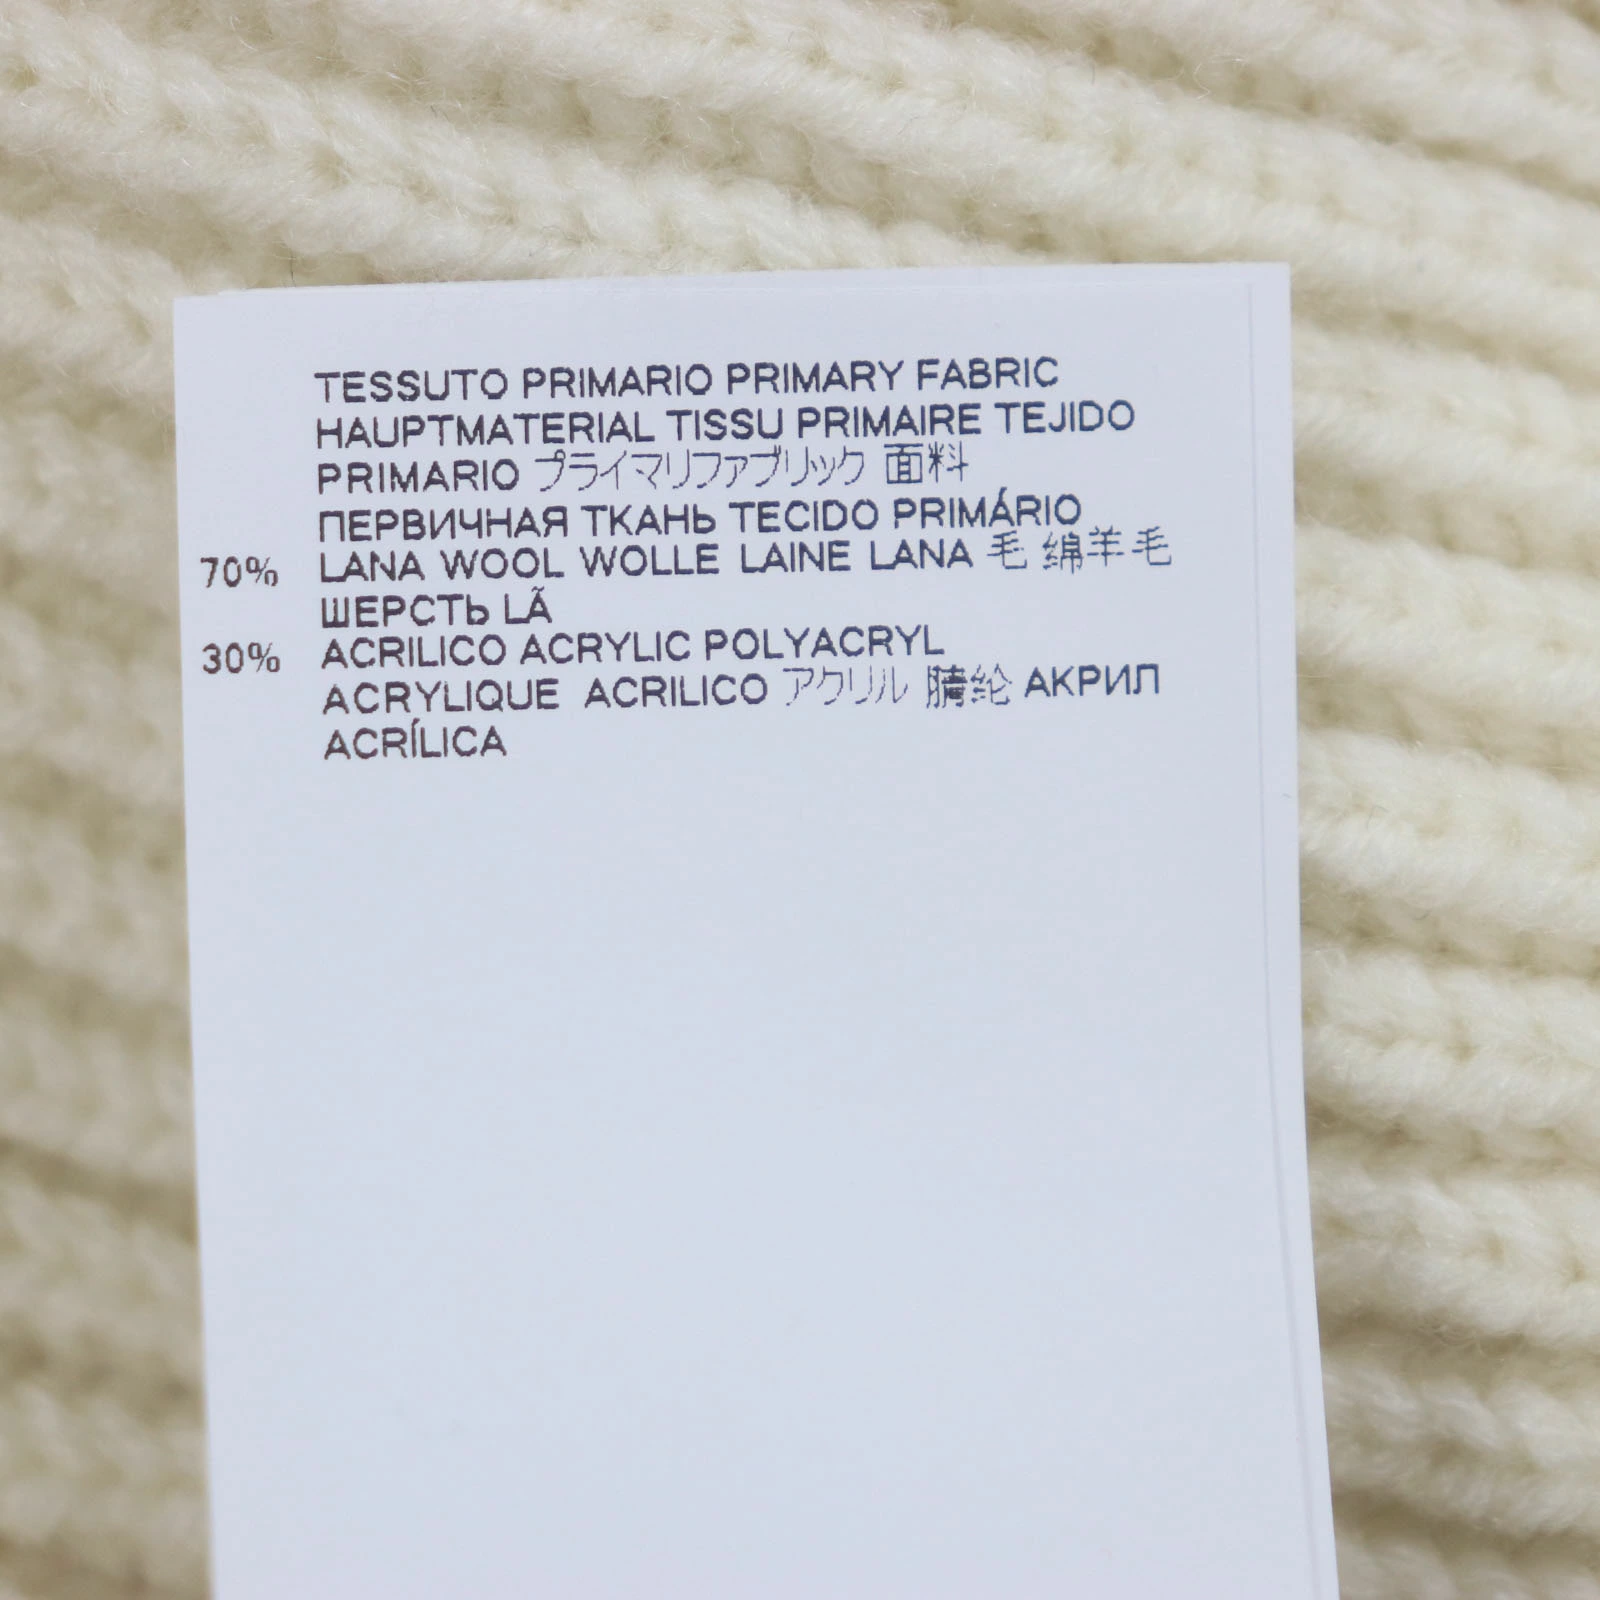 TESSUTO PRIMARIO PRIMARY FABRIC
HAUPTMATERIAL TISSU PRIMAIRE TEJIDO
PRIMARIO プライマリファブリック 面料
ПЕРВИЧНАЯ ТКАНЬ TECIDO PRIMÁRIO
70% LANA WOOL WOLLE LAINE LANA 毛 绵羊毛
ШЕРСТЬ LÃ
30% ACRILICO ACRYLIC POLYACRYL
ACRYLIQUE ACRILICO アクリル 腈纶 АКРИЛ
ACRÍLICA